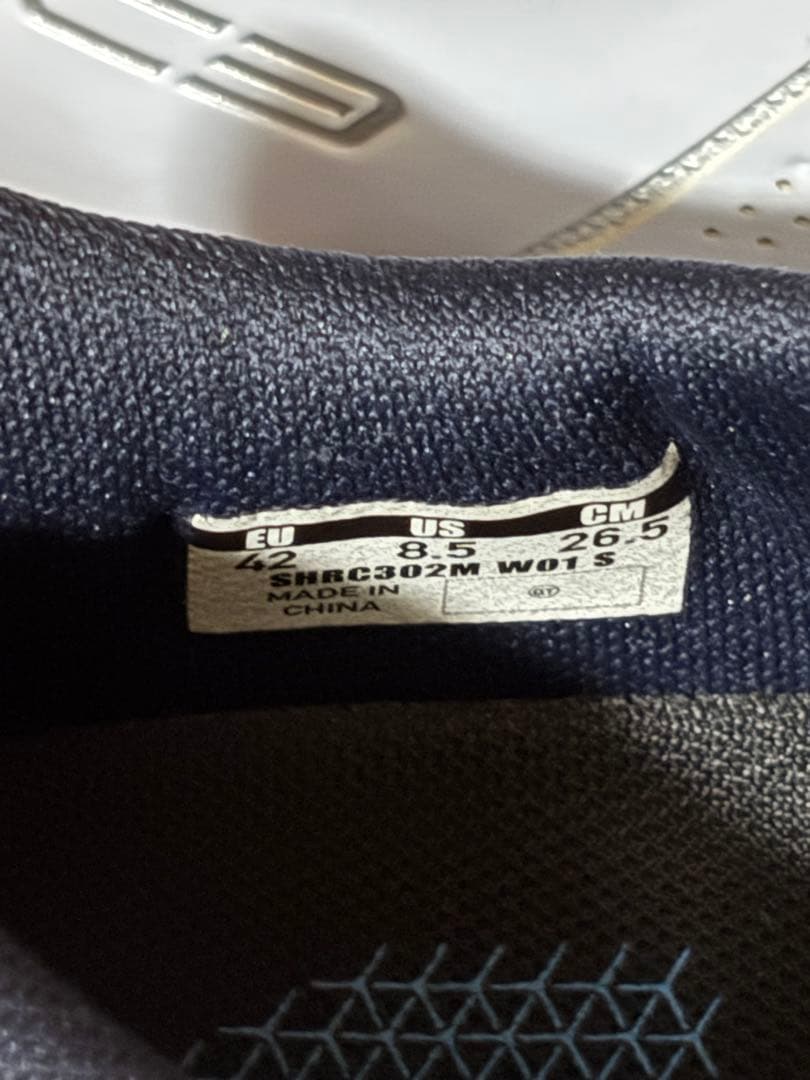 EU US CM
42 8.5 26.5
SHRC302M W01 S
MADE IN
CHINA